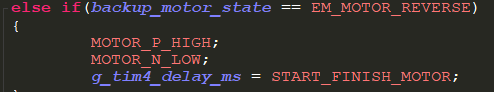 else if(backup_motor_state == EM_MOTOR_REVERSE)
{
MOTOR_P_HIGH;
MOTOR_N_LOW;
g_tim4_delay_ms = START_FINISH_MOTOR;